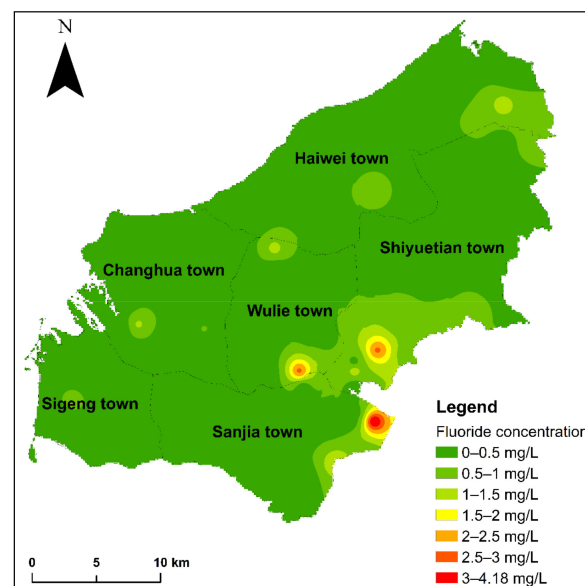 N
Haiwei town
Shiyuetian town
Changhua town
Wulie town
Sigeng town
Sanjia town
Legend
Fluoride concentration
0–0.5 mg/L
0.5–1 mg/L
1–1.5 mg/L
1.5–2 mg/L
2–2.5 mg/L
2.5–3 mg/L
3–4.18 mg/L
0 5 10 km